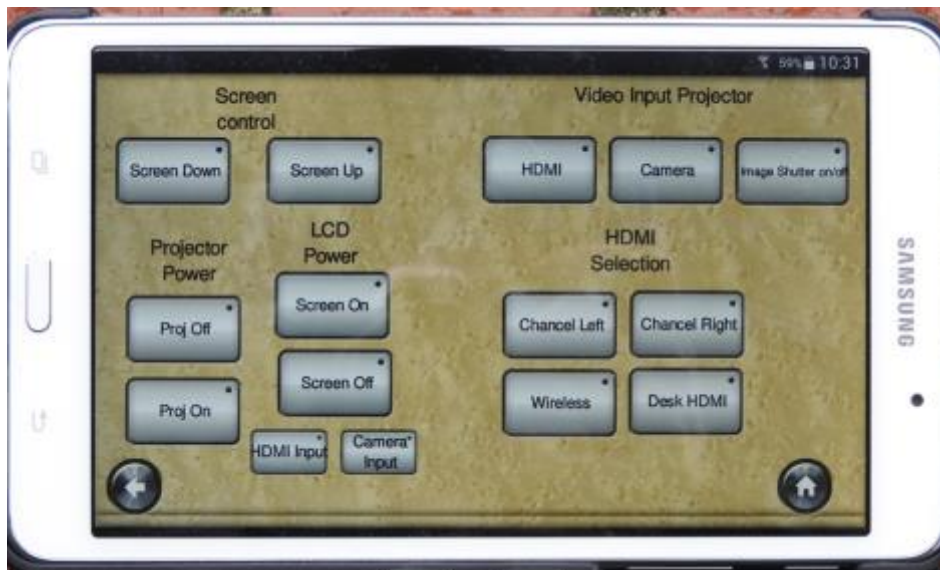 59% 10:31
Screen
control
Video Input Projector
Screen Down
Screen Up
HDMI
Camera
Image Shutter on/off
Projector
Power
LCD
Power
HDMI
Selection
Proj Off
Screen On
Chancel Left
Chancel Right
Proj On
Screen Off
Wireless
Desk HDMI
HDMI Input
Camera
Input
SAMSUNG